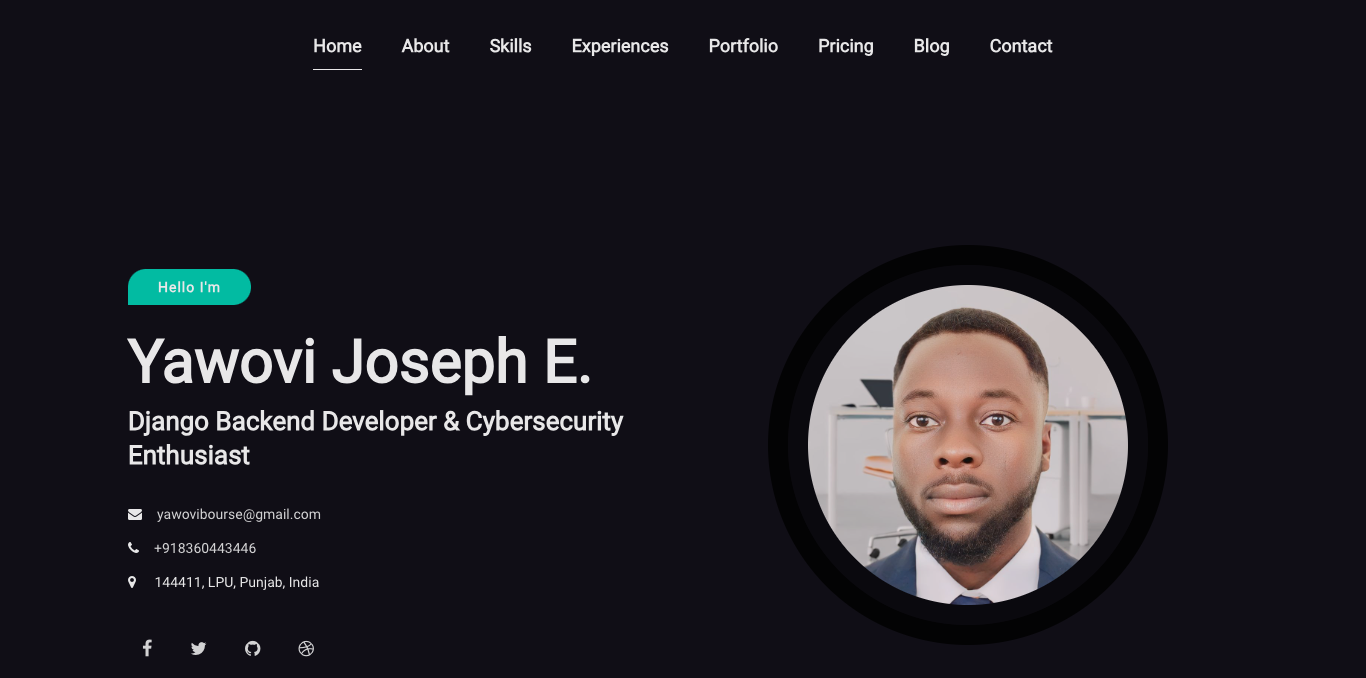 Home About Skills Experiences Portfolio Pricing Blog Contact
Hello I'm
Yawovi Joseph E.
Django Backend Developer & Cybersecurity
Enthusiast
yawovibourse@gmail.com
+918360443446
144411, LPU, Punjab, India